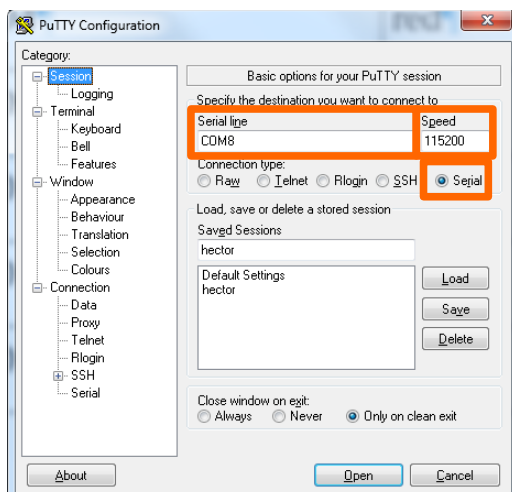 PuTTY Configuration
Category:
Session
Logging
Terminal
Keyboard
Bell
Features
Window
Appearance
Behaviour
Translation
Selection
Colours
Connection
Data
Proxy
Telnet
Rlogin
SSH
Serial
Basic options for your PuTTY session
Specify the destination you want to connect to
Serial line Speed
COM8 115200
Connection type:
Raw Telnet Rlogin SSH Serial
Load, save or delete a stored session
Saved Sessions
hector
Default Settings
hector
Load
Save
Delete
Close window on exit:
Always Never Only on clean exit
About Open Cancel